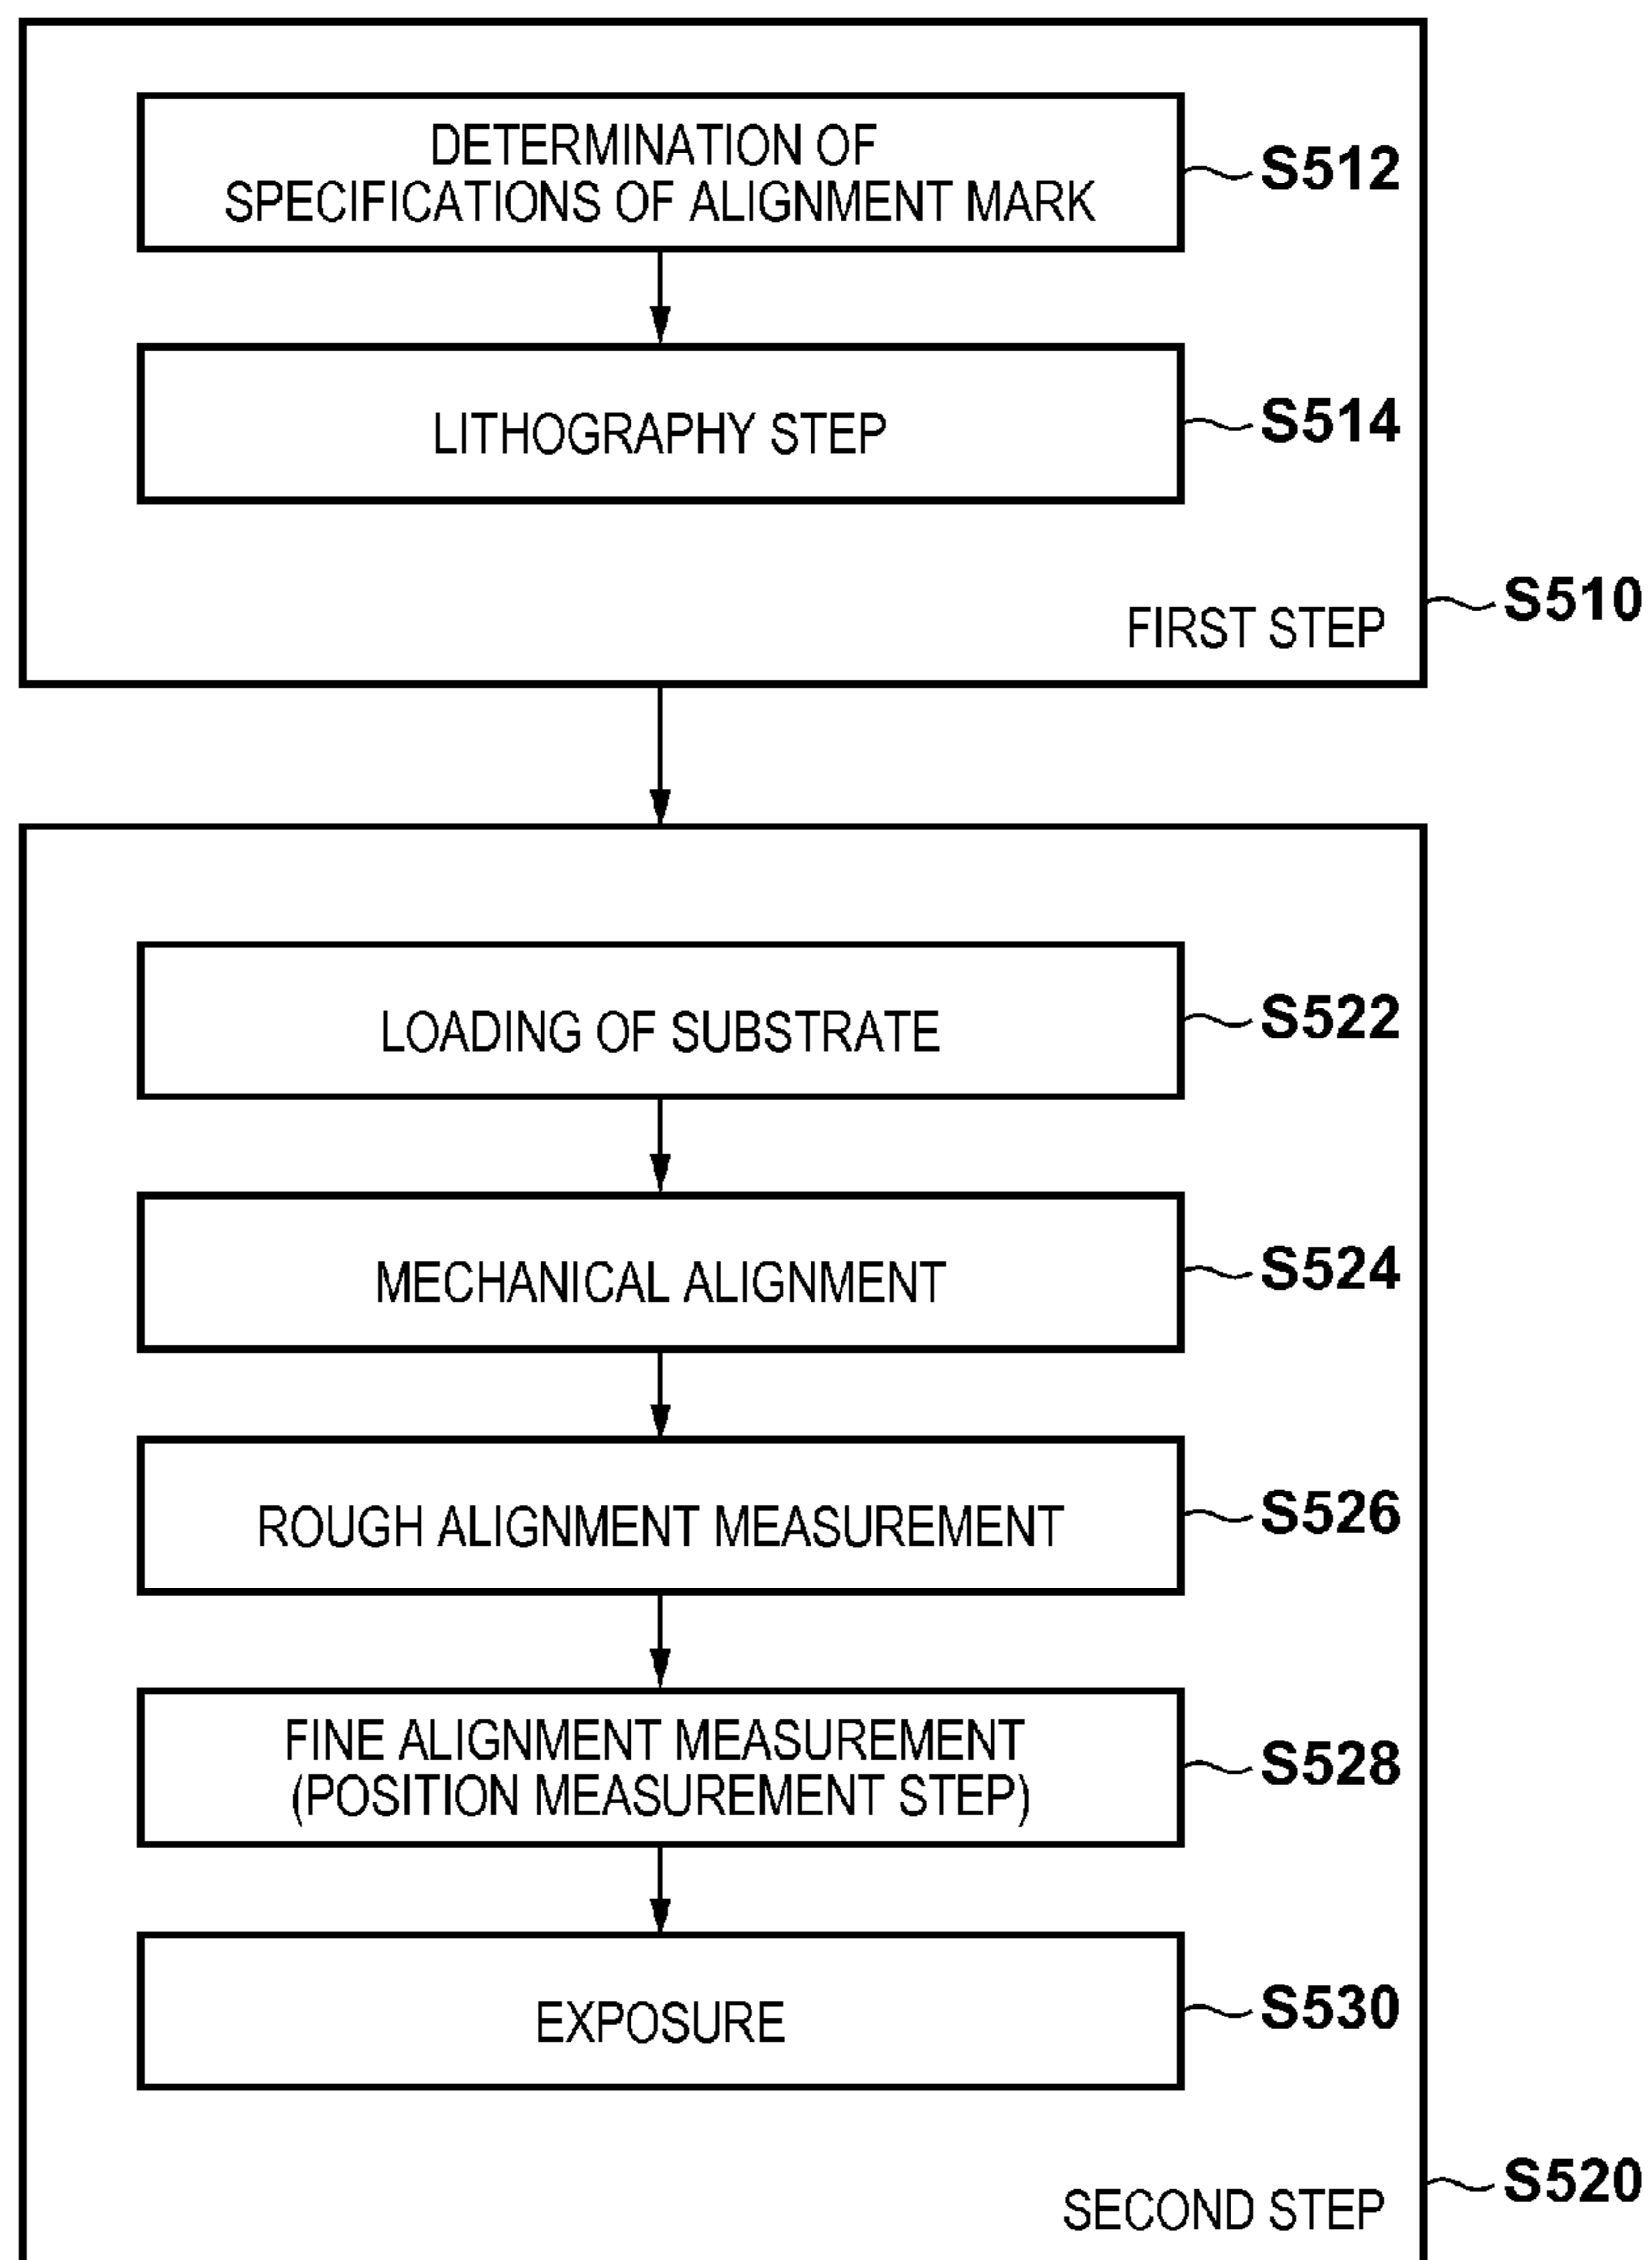 DETERMINATION OF
SPECIFICATIONS OF ALIGNMENT MARK
S512
LITHOGRAPHY STEP
S514
FIRST STEP
S510
LOADING OF SUBSTRATE
S522
MECHANICAL ALIGNMENT
S524
ROUGH ALIGNMENT MEASUREMENT
S526
FINE ALIGNMENT MEASUREMENT
(POSITION MEASUREMENT STEP)
S528
EXPOSURE
S530
SECOND STEP
S520